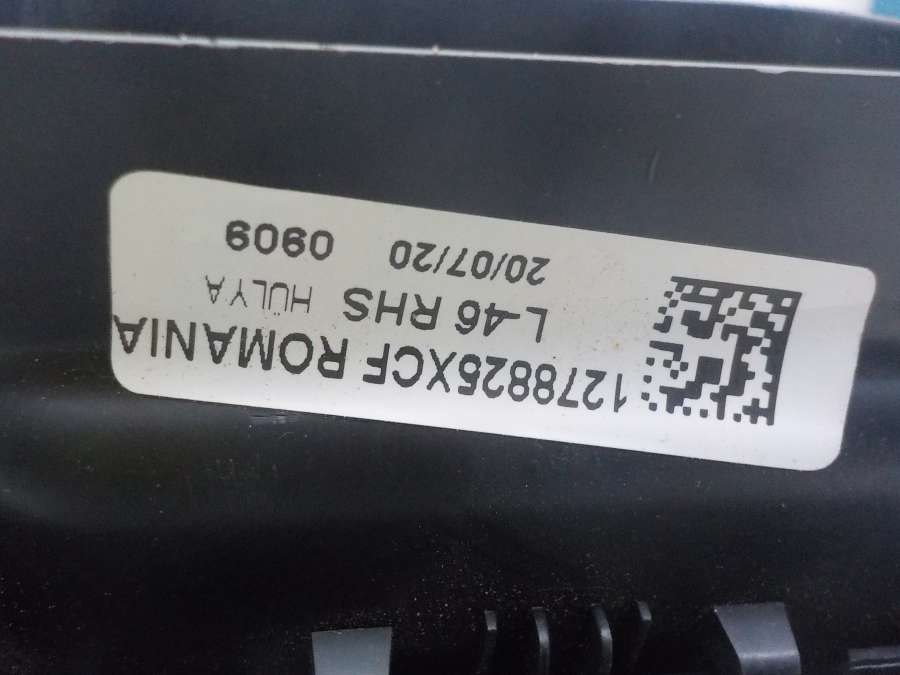 1278825XCF ROMANIA
L-46 RHS HÜLYA
20/07/20 0909